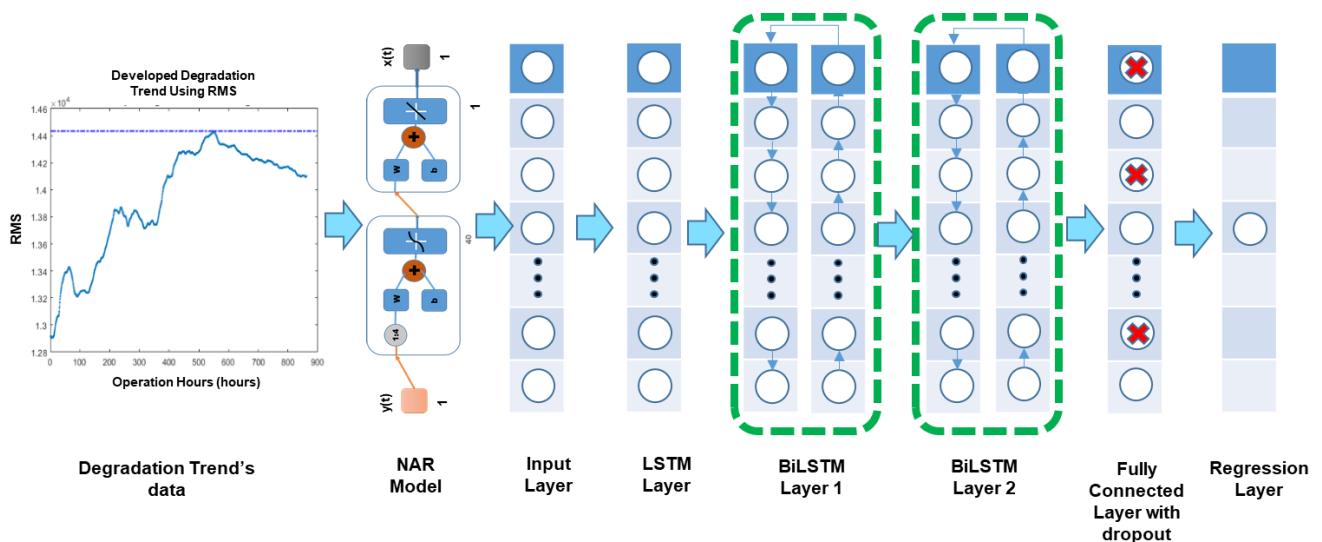 Developed Degradation
Trend Using RMS
×10⁴
1.46
1.44
1.42
1.4
1.38
1.36
1.34
1.32
1.3
1.28
RMS
0 100 200 300 400 500 600 700 800 900
Operation Hours (hours)
x(t)
1
1
W
b
40
W
b
1:4
y(t)
1
Degradation Trend's
data
NAR
Model
Input
Layer
LSTM
Layer
BiLSTM
Layer 1
BiLSTM
Layer 2
Fully
Connected
Layer with
dropout
Regression
Layer